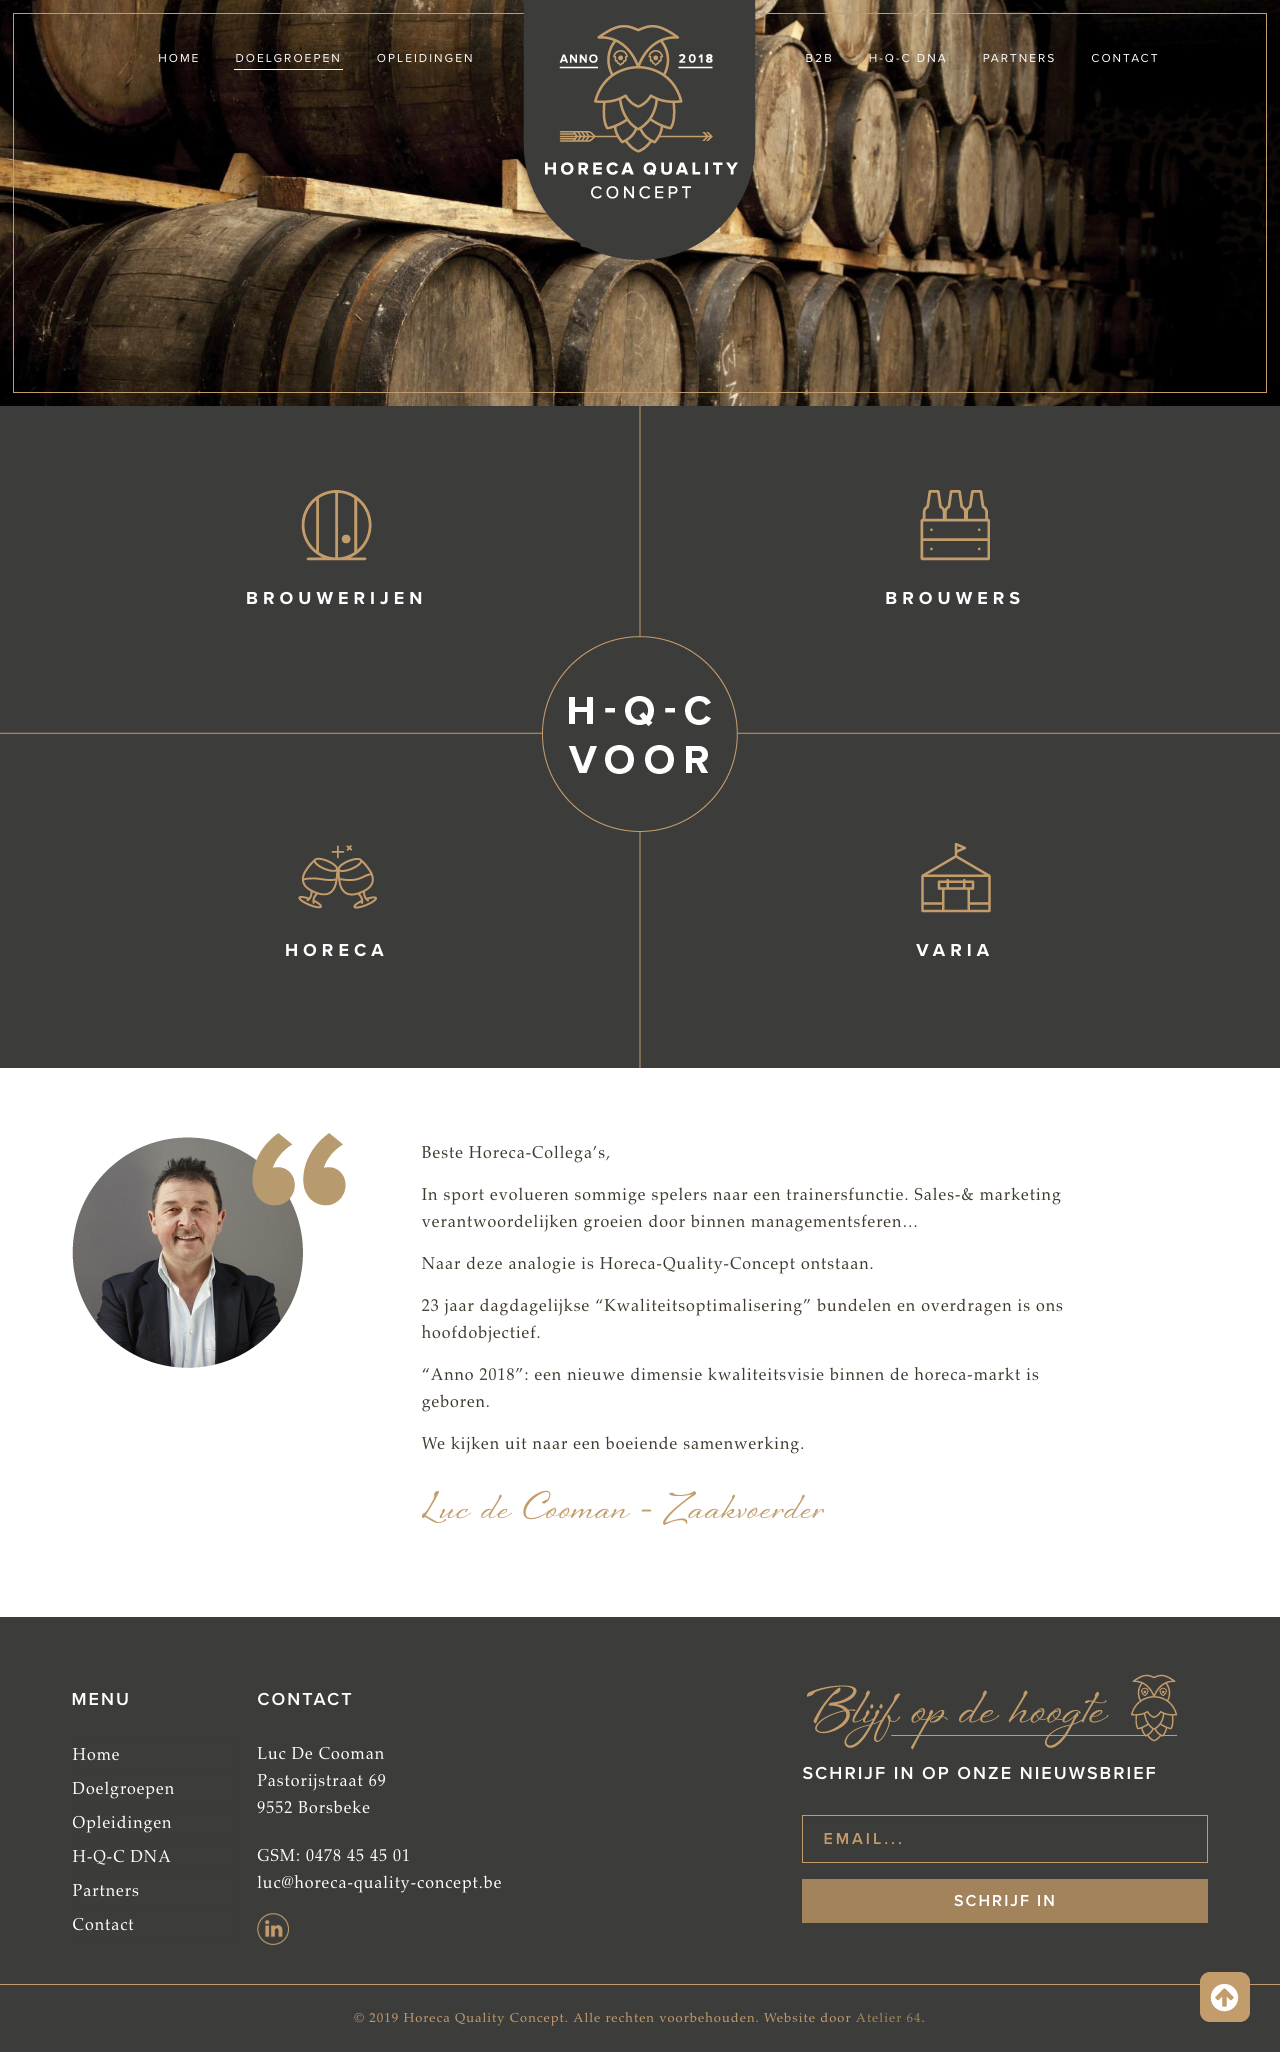 HOME DOELGROEPEN OPLEIDINGEN
ANNO 2018
HORECA QUALITY
CONCEPT
B2B H-Q-C DNA PARTNERS CONTACT
BROUWERIJEN
BROUWERS
H-Q-C
VOOR
HORECA
VARIA
Beste Horeca-Collega’s,
In sport evolueren sommige spelers naar een trainersfunctie. Sales-& marketing
verantwoordelijken groeien door binnen managementsferen…
Naar deze analogie is Horeca-Quality-Concept ontstaan.
23 jaar dagdagelijkse “Kwaliteitsoptimalisering” bundelen en overdragen is ons
hoofdobjectief.
“Anno 2018”: een nieuwe dimensie kwaliteitsvisie binnen de horeca-markt is
geboren.
We kijken uit naar een boeiende samenwerking.
Luc de Cooman - Zaakvoerder
MENU
Home
Doelgroepen
Opleidingen
H-Q-C DNA
Partners
Contact
CONTACT
Luc De Cooman
Pastorijstraat 69
9552 Borsbeke
GSM: 0478 45 45 01
luc@horeca-quality-concept.be
in
Blijf op de hoogte
SCHRIJF IN OP ONZE NIEUWSBRIEF
EMAIL...
SCHRIJF IN
© 2019 Horeca Quality Concept. Alle rechten voorbehouden. Website door Atelier 64.